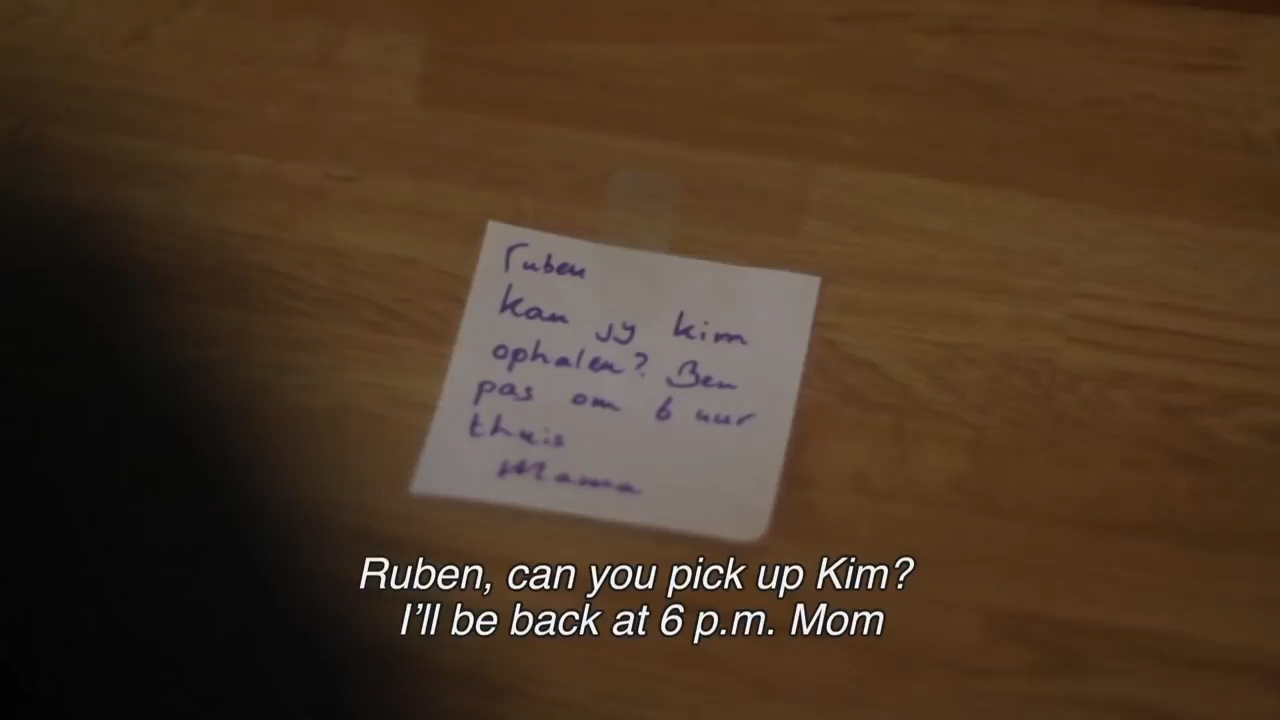 Ruben
kan jy kim
ophalen? Ben
pas om 6 uur
thuis
Mama
Ruben, can you pick up Kim?
I'll be back at 6 p.m. Mom